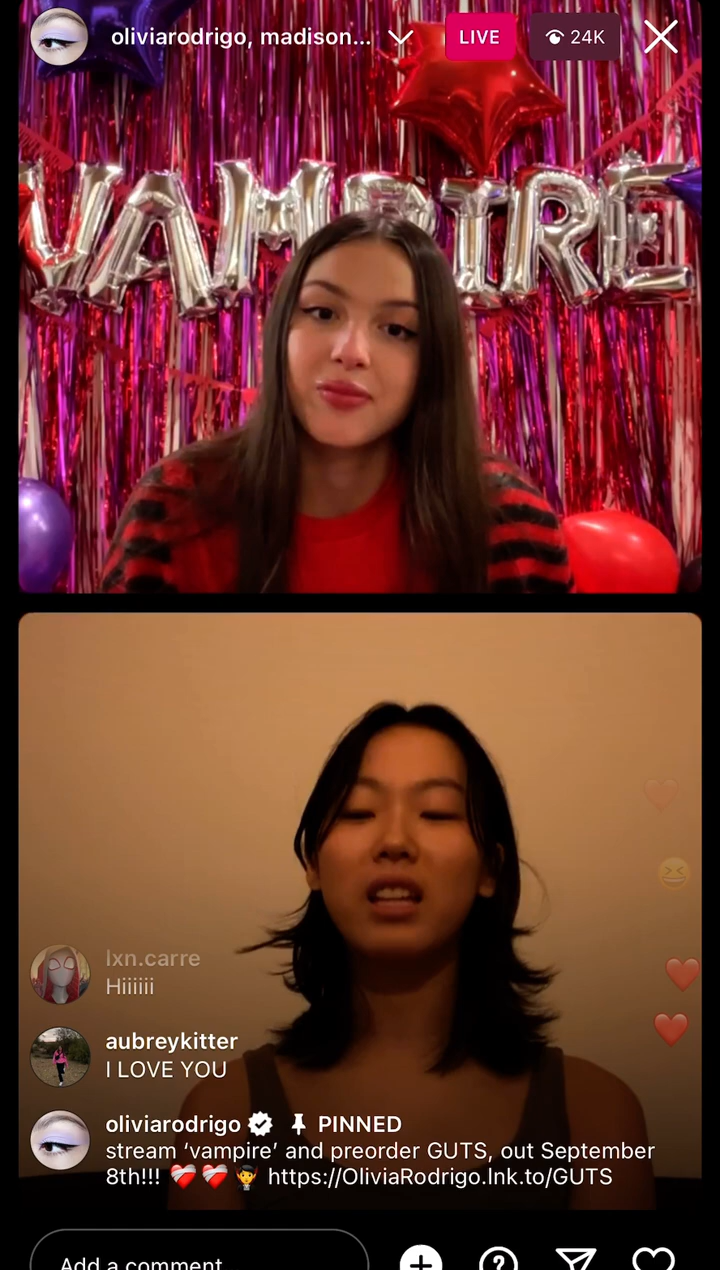 oliviarodrigo, madison...
LIVE
24K
VAMPIRE
lxn.carre
Hiiiiii
aubreykitter
I LOVE YOU
oliviarodrigo PINNED
stream ‘vampire’ and preorder GUTS, out September
8th!!! ❤️‍🩹❤️‍🩹🧝‍♂️ https://OliviaRodrigo.lnk.to/GUTS
Add a comment